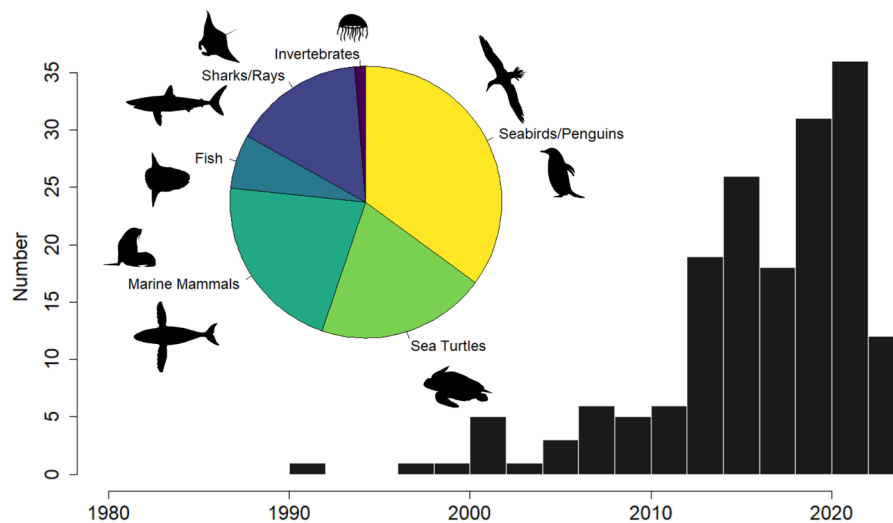 Invertebrates
Sharks/Rays
Seabirds/Penguins
Fish
Marine Mammals
Sea Turtles
Number
35
30
25
20
15
10
5
0
1980 1990 2000 2010 2020